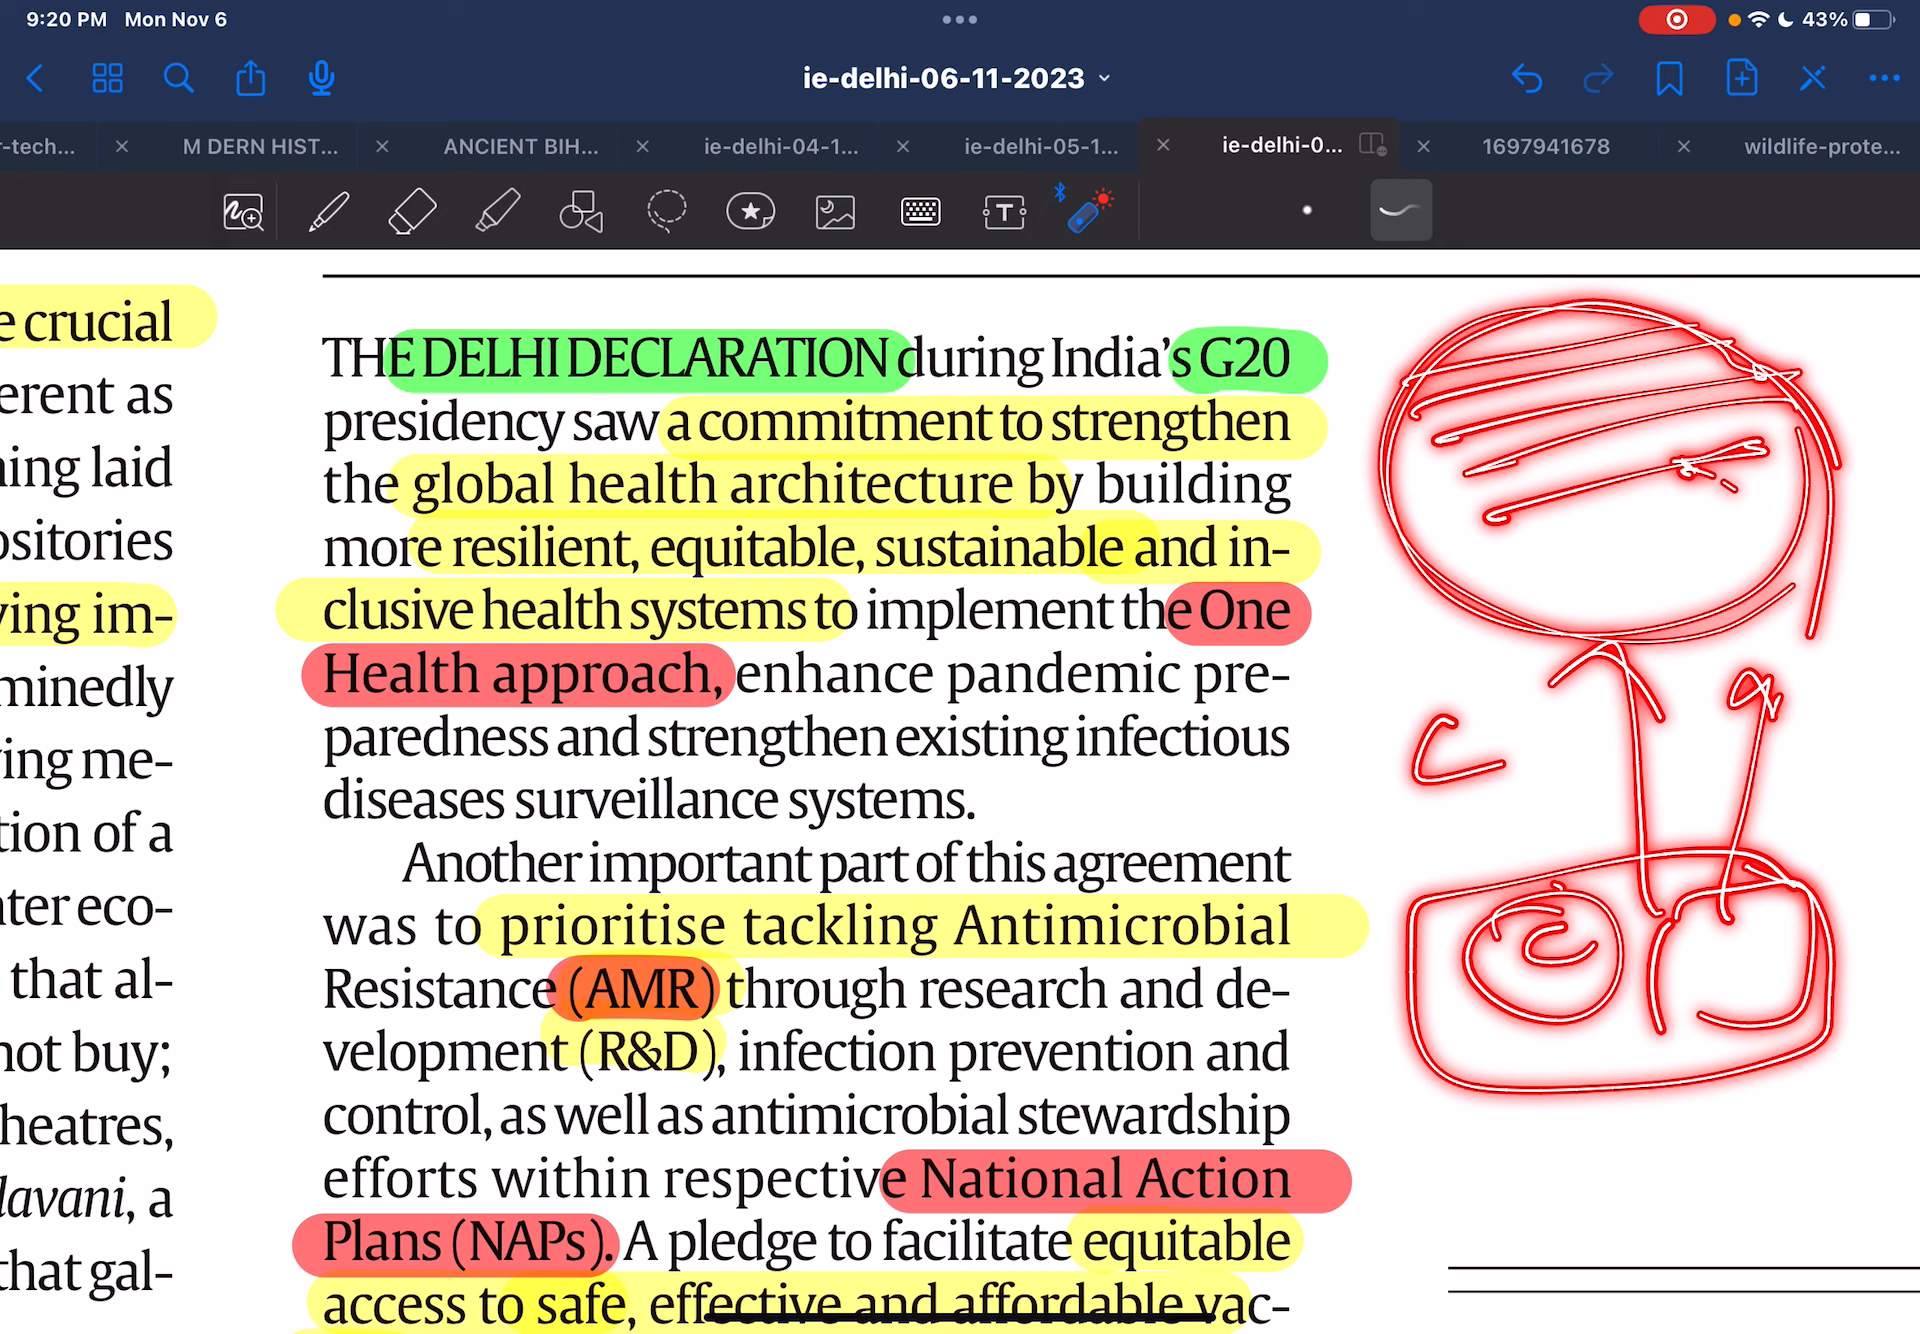 9:20 PM Mon Nov 6
43%
ie-delhi-06-11-2023
r-tech...
M DERN HIST...
ANCIENT BIH...
ie-delhi-04-1...
ie-delhi-05-1...
ie-delhi-0...
1697941678
wildlife-prote...
e crucial
erent as
ning laid
ositories
ying im-
minedly
ying me-
tion of a
ater eco-
that al-
not buy;
heatres,
davani, a
that gal-
THE DELHI DECLARATION during India's G20
presidency saw a commitment to strengthen
the global health architecture by building
more resilient, equitable, sustainable and in-
clusive health systems to implement the One
Health approach, enhance pandemic pre-
paredness and strengthen existing infectious
diseases surveillance systems.
Another important part of this agreement
was to prioritise tackling Antimicrobial
Resistance (AMR) through research and de-
velopment (R&D), infection prevention and
control, as well as antimicrobial stewardship
efforts within respective National Action
Plans (NAPs). A pledge to facilitate equitable
access to safe, effective and affordable vac-